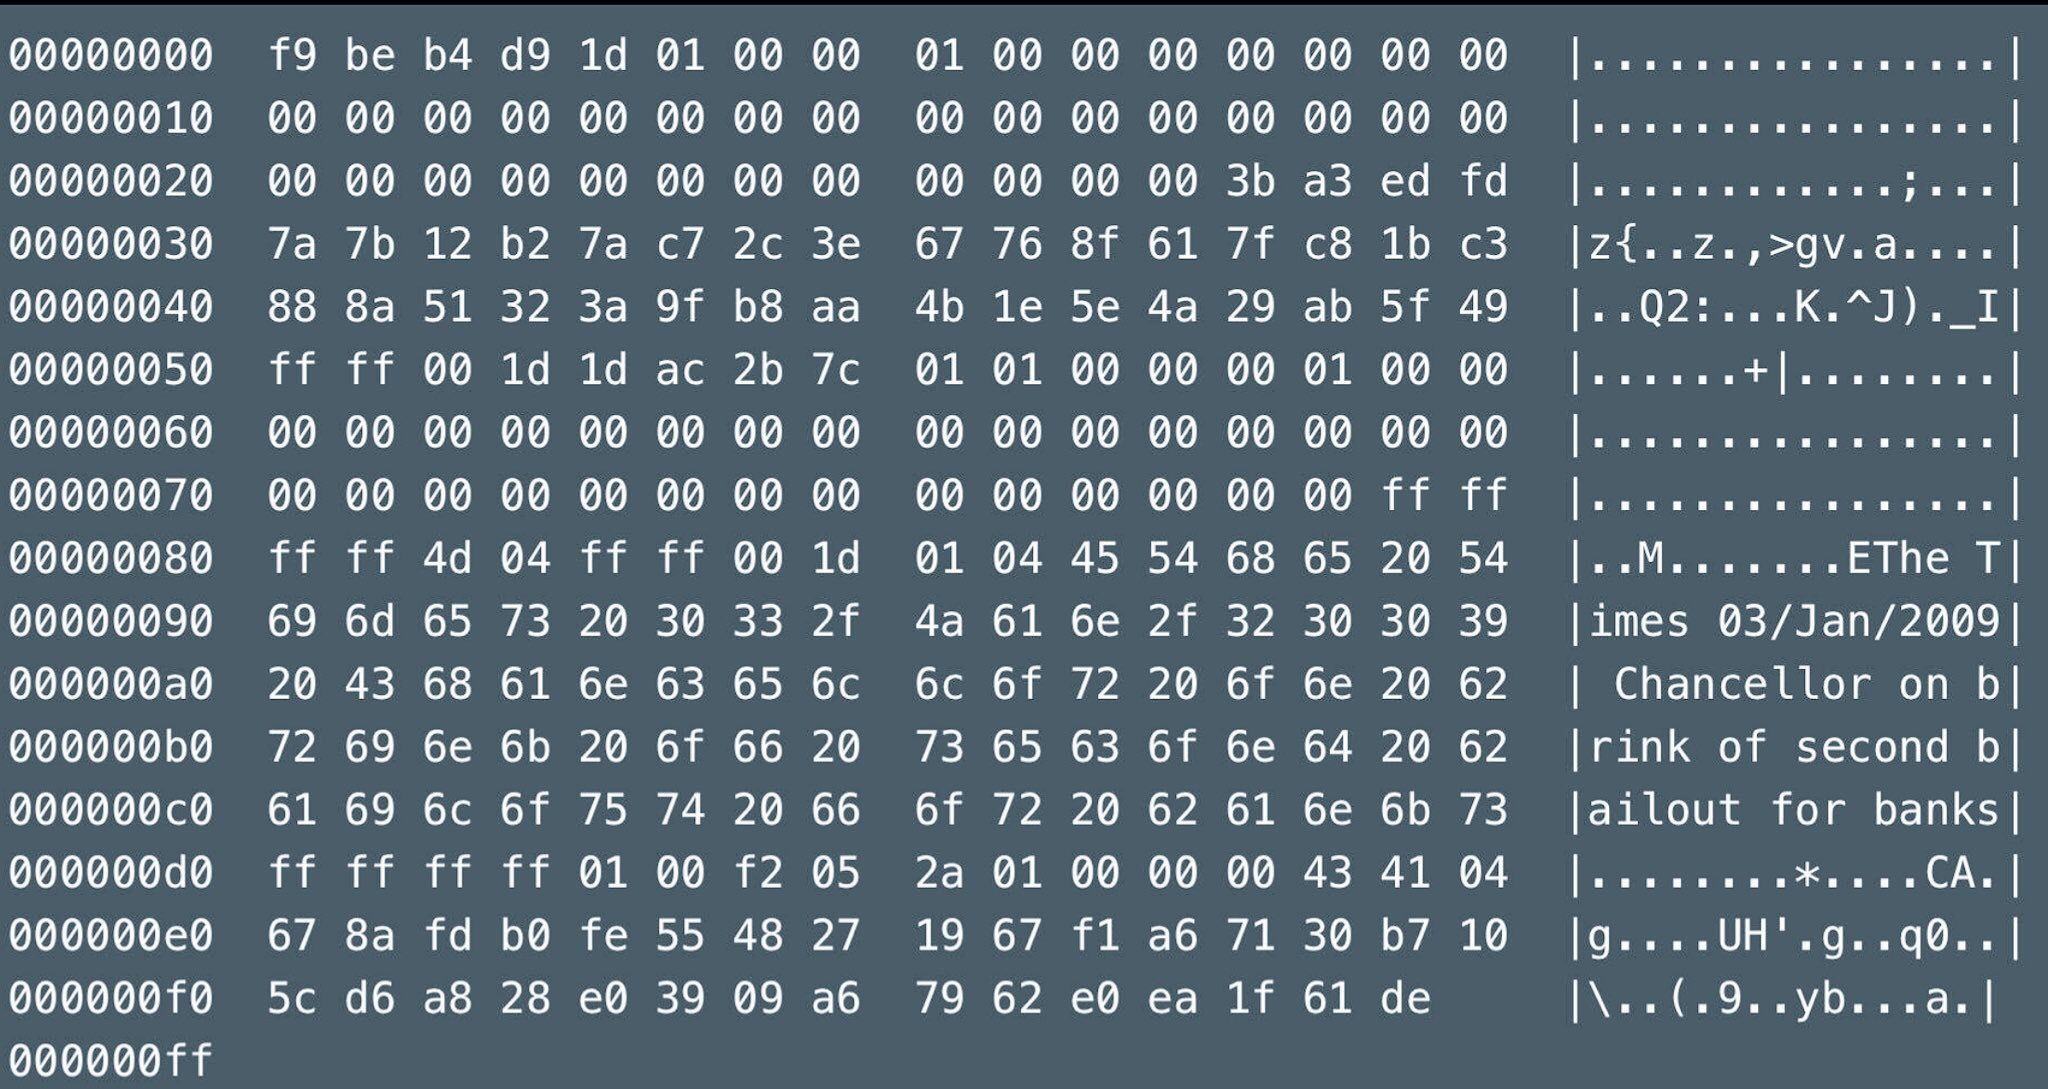 00000000  f9 be b4 d9 1d 01 00 00  01 00 00 00 00 00 00 00  |................|
00000010  00 00 00 00 00 00 00 00  00 00 00 00 00 00 00 00  |................|
00000020  00 00 00 00 00 00 00 00  00 00 00 00 3b a3 ed fd  |............;...|
00000030  7a 7b 12 b2 7a c7 2c 3e  67 76 8f 61 7f c8 1b c3  |z{..z.,>gv.a....|
00000040  88 8a 51 32 3a 9f b8 aa  4b 1e 5e 4a 29 ab 5f 49  |..Q2:...K.^J)._I|
00000050  ff ff 00 1d 1d ac 2b 7c  01 01 00 00 00 01 00 00  |......+|........|
00000060  00 00 00 00 00 00 00 00  00 00 00 00 00 00 00 00  |................|
00000070  00 00 00 00 00 00 00 00  00 00 00 00 00 00 ff ff  |................|
00000080  ff ff 4d 04 ff ff 00 1d  01 04 45 54 68 65 20 54  |..M.......EThe T|
00000090  69 6d 65 73 20 30 33 2f  4a 61 6e 2f 32 30 30 39  |imes 03/Jan/2009|
000000a0  20 43 68 61 6e 63 65 6c  6c 6f 72 20 6f 6e 20 62  | Chancellor on b|
000000b0  72 69 6e 6b 20 6f 66 20  73 65 63 6f 6e 64 20 62  |rink of second b|
000000c0  61 69 6c 6f 75 74 20 66  6f 72 20 62 61 6e 6b 73  |ailout for banks|
000000d0  ff ff ff ff 01 00 f2 05  2a 01 00 00 00 43 41 04  |........*....CA.|
000000e0  67 8a fd b0 fe 55 48 27  19 67 f1 a6 71 30 b7 10  |g....UH'.g..q0..|
000000f0  5c d6 a8 28 e0 39 09 a6  79 62 e0 ea 1f 61 de  |\..(.9..yb...a.|
000000ff